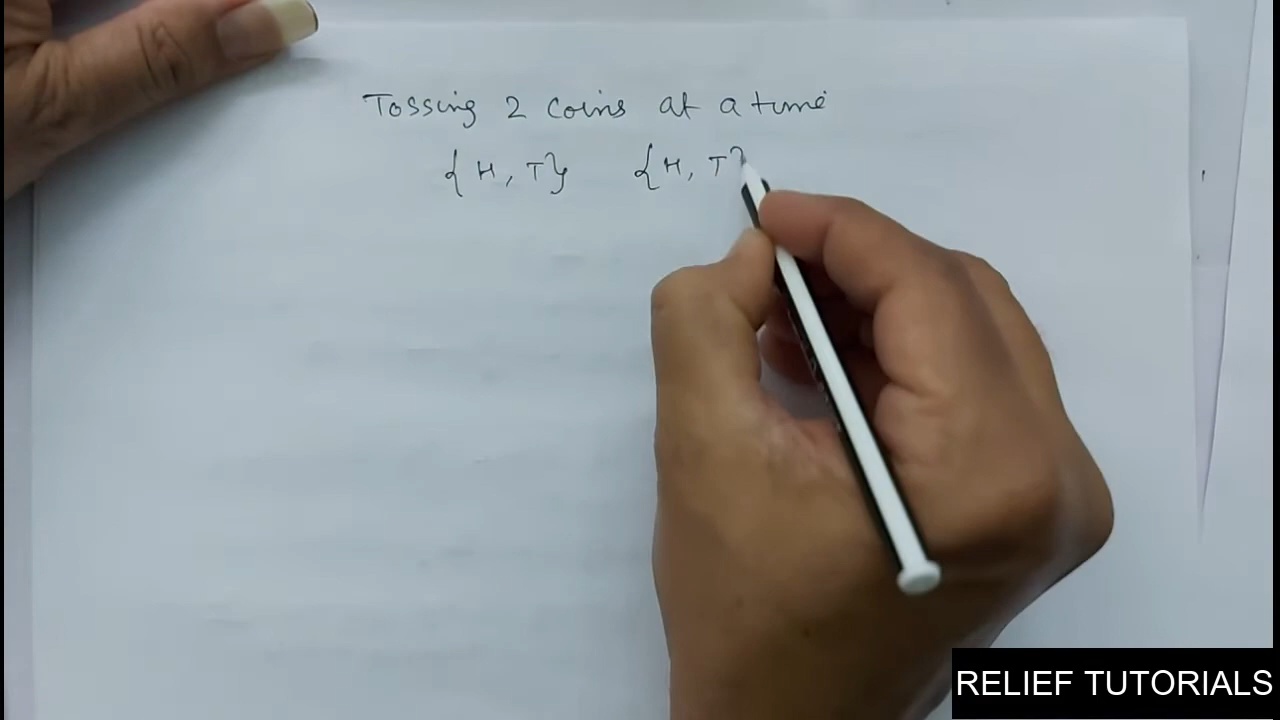 Tossing 2 coins at a time
{H, T} {H, T}
RELIEF TUTORIALS